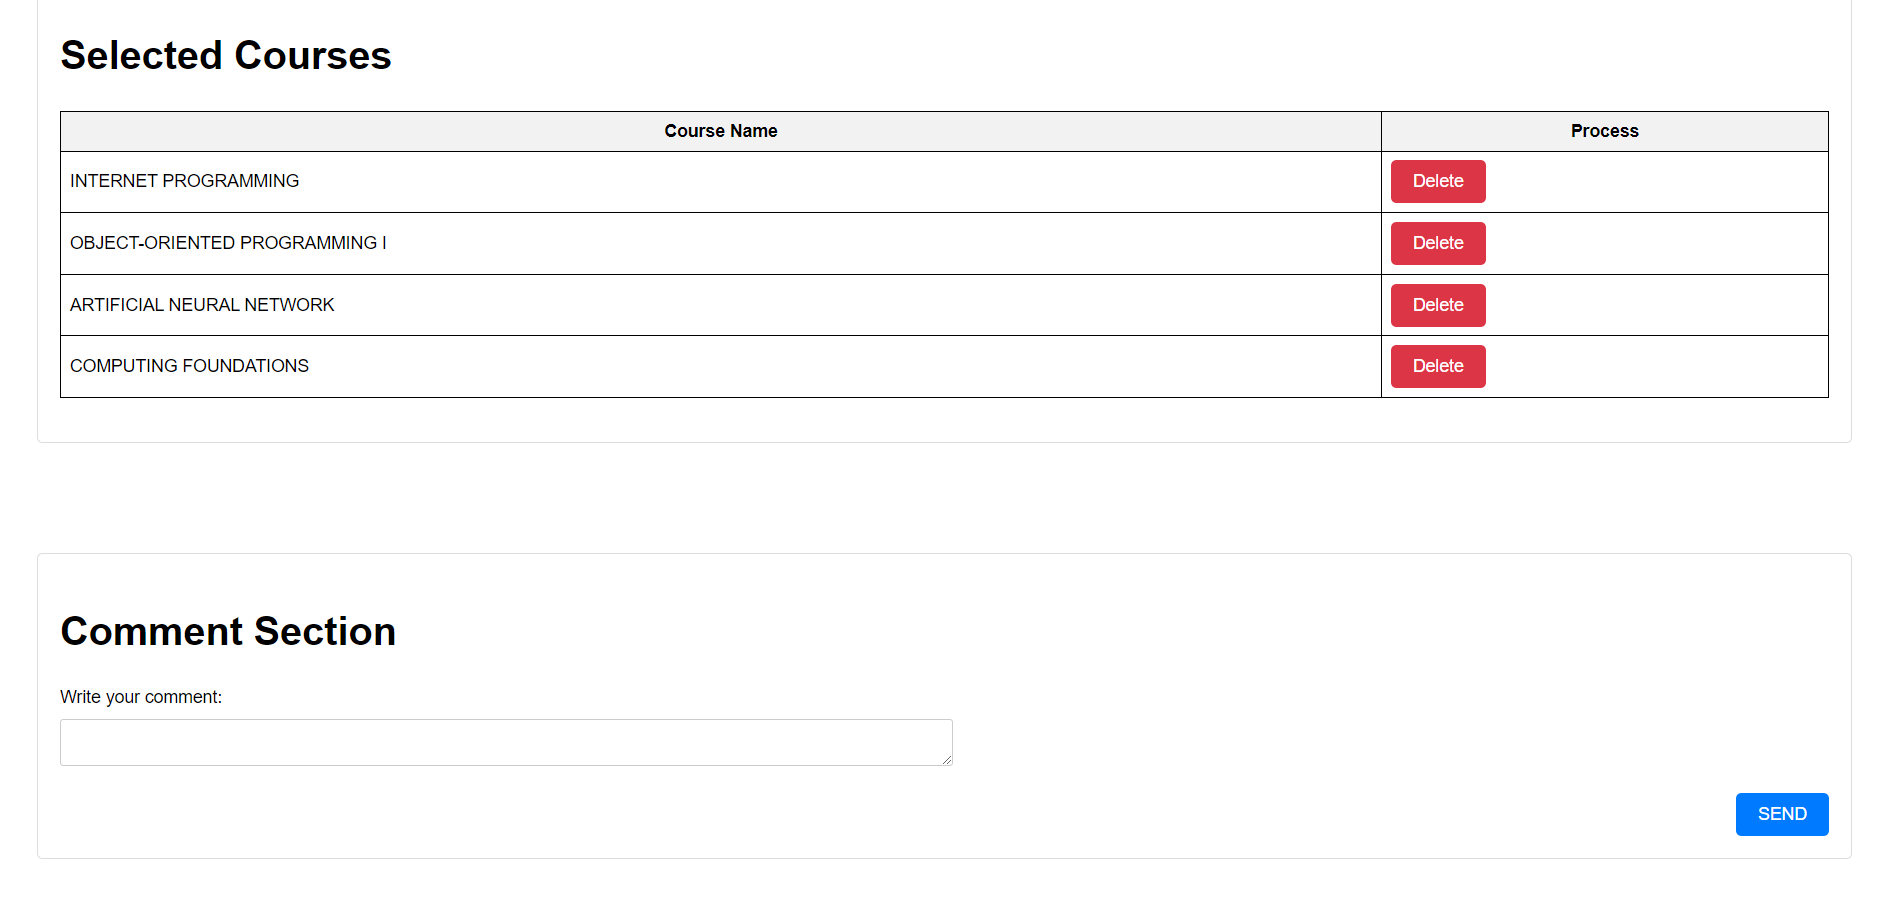 Selected Courses
Course Name Process
INTERNET PROGRAMMING Delete
OBJECT-ORIENTED PROGRAMMING I Delete
ARTIFICIAL NEURAL NETWORK Delete
COMPUTING FOUNDATIONS Delete
Comment Section
Write your comment:
SEND